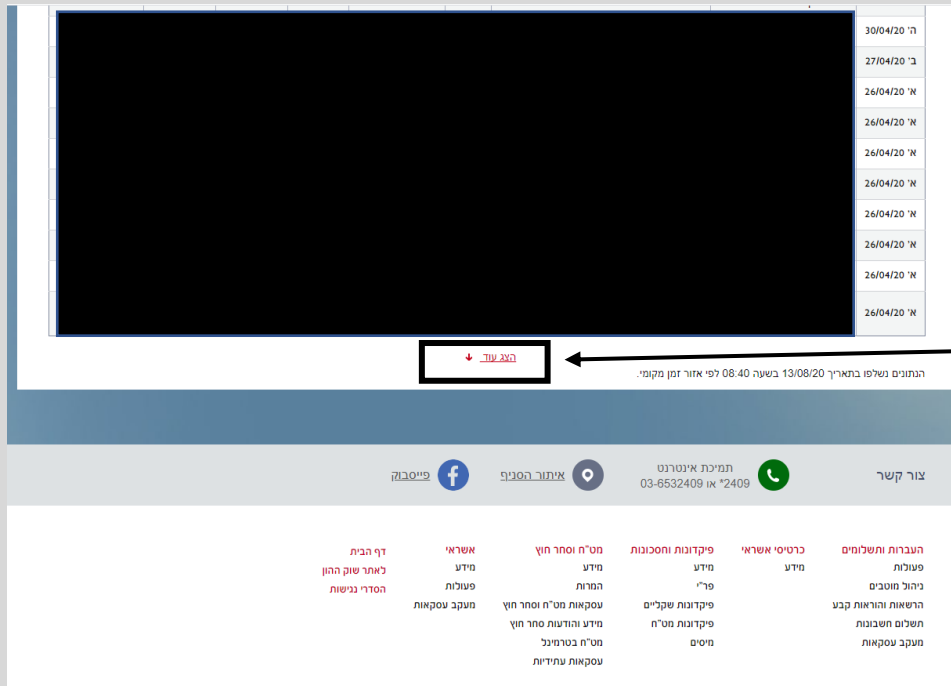 ה' 30/04/20
ב' 27/04/20
א' 26/04/20
א' 26/04/20
א' 26/04/20
א' 26/04/20
א' 26/04/20
א' 26/04/20
א' 26/04/20
א' 26/04/20
הצג עוד
הנתונים נשלפו בתאריך 13/08/20 בשעה 08:40 לפי אזור זמן מקומי.
צור קשר
תמיכת אינטרנט
2409* או 03-6532409
איתור הסניף
פייסבוק
העברות ותשלומים
פעולות
ניהול מוטבים
הרשאות והוראות קבע
תשלום חשבונות
מעקב עסקאות
כרטיסי אשראי
מידע
פיקדונות וחסכונות
מידע
פר"י
פיקדונות שקליים
פיקדונות מט"ח
מיסים
מט"ח וסחר חוץ
מידע
המרות
עסקאות מט"ח וסחר חוץ
מידע והודעות סחר חוץ
מט"ח בטרמינל
עסקאות עתידיות
אשראי
מידע
פעולות
מעקב עסקאות
דף הבית
לאתר שוק ההון
הסדרי נגישות